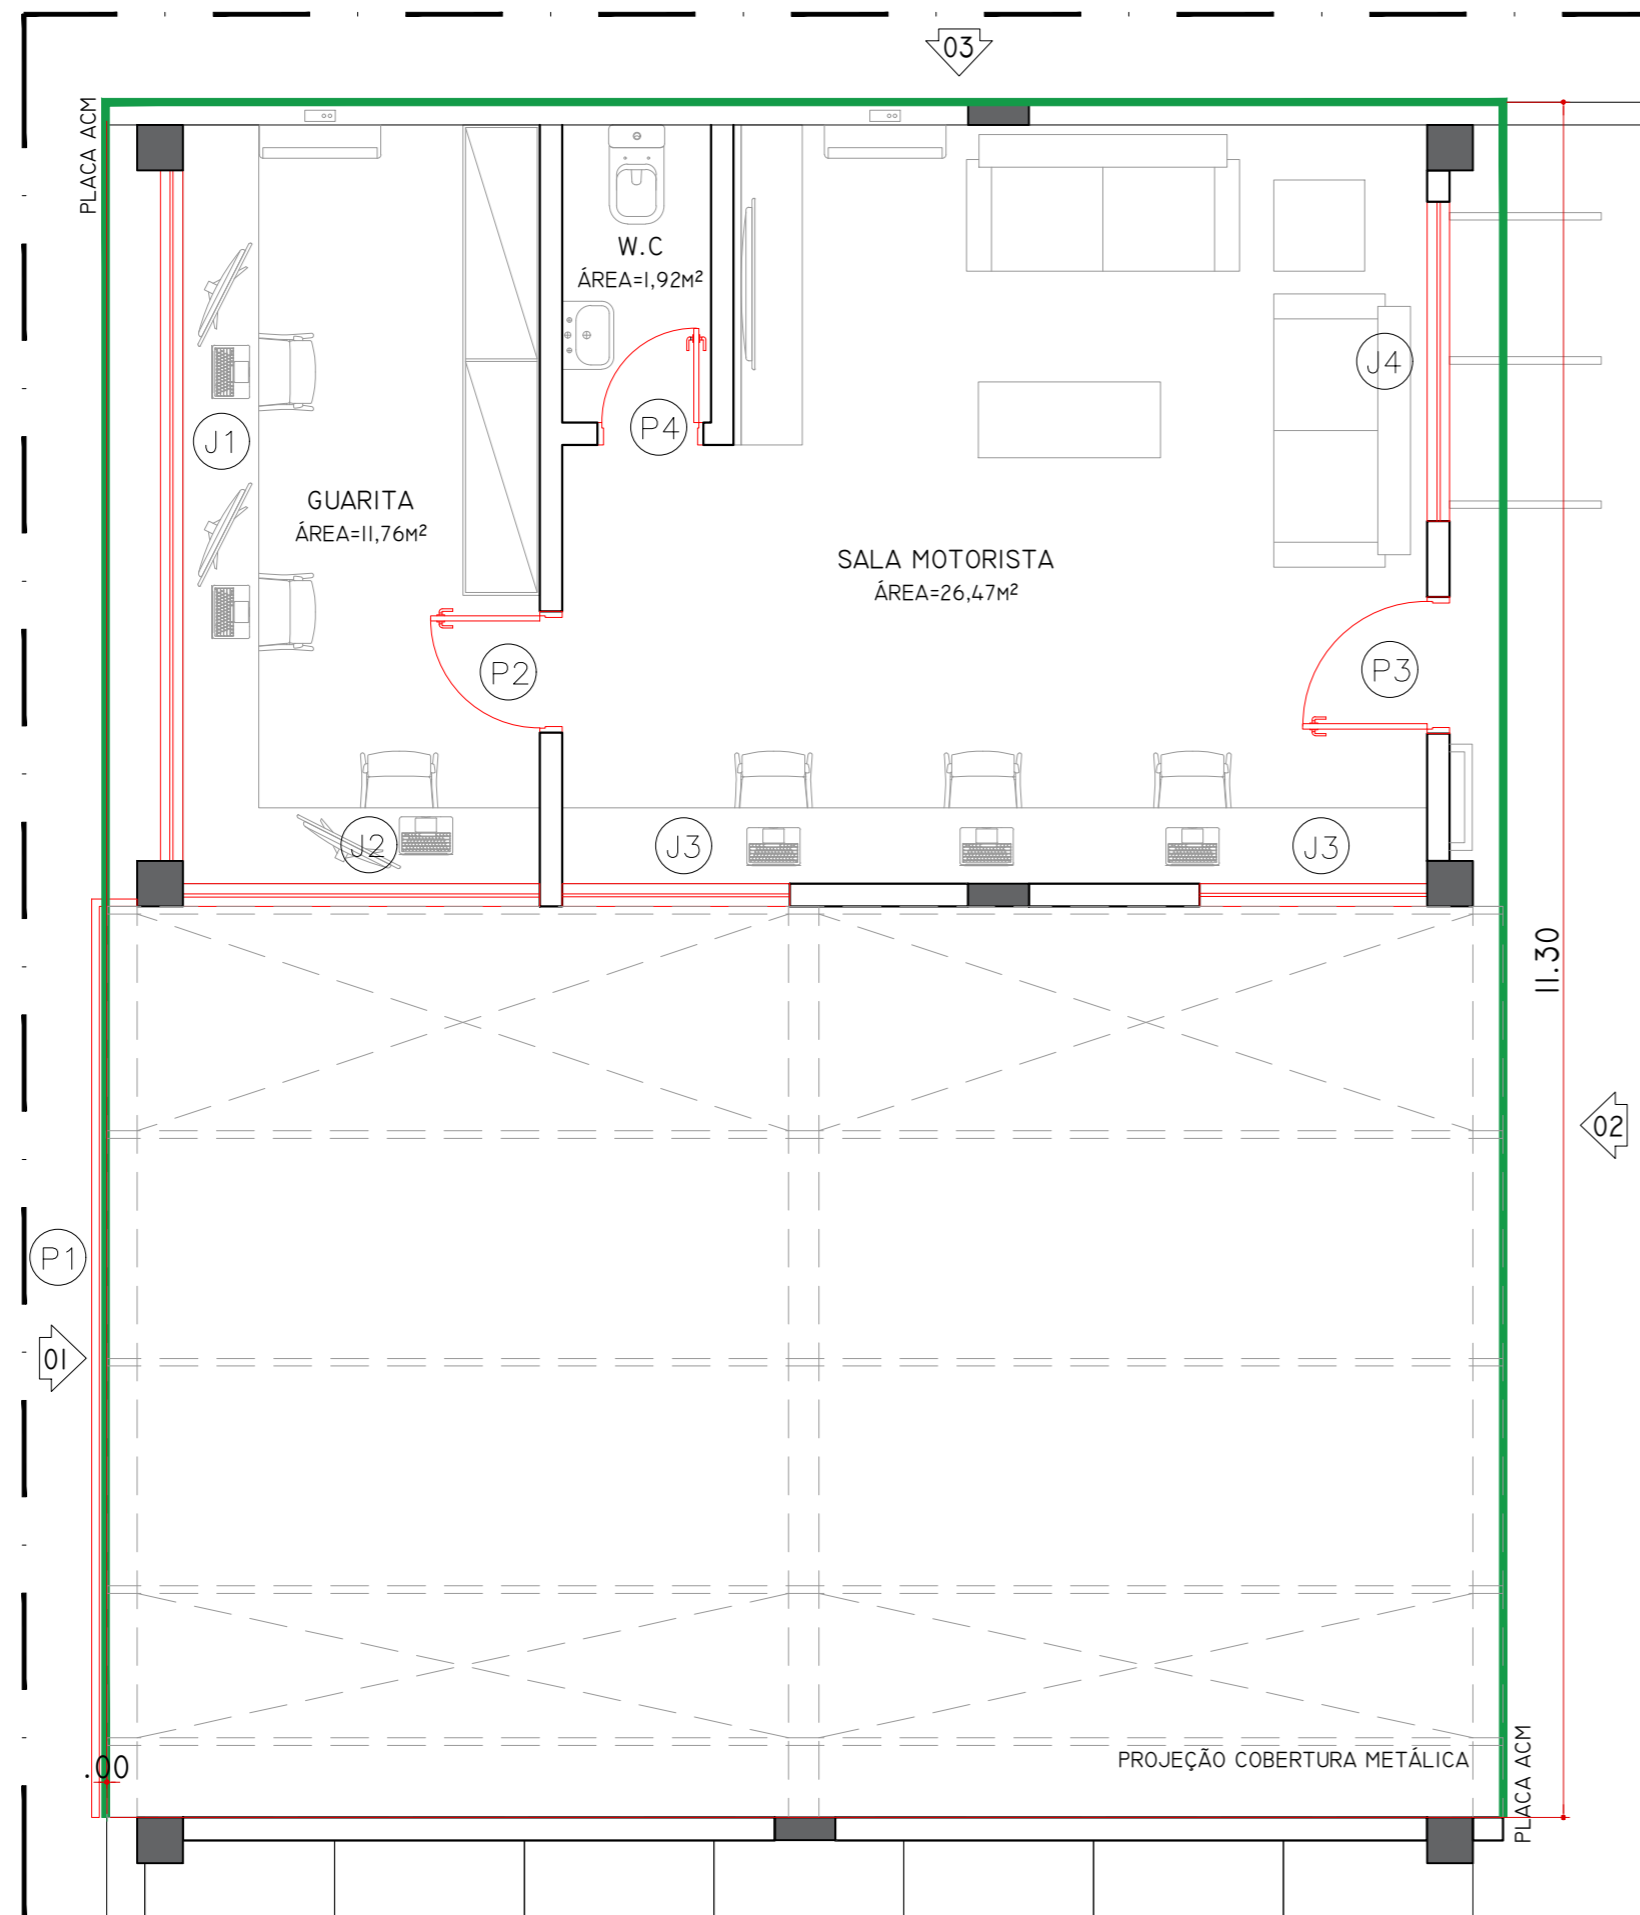 03
PLACA ACM
W.C
ÁREA=1,92M²
J4
J1
P4
GUARITA
ÁREA=11,76M²
SALA MOTORISTA
ÁREA=26,47M²
P2
P3
J2
J3
J3
11.30
02
P1
01
.00
PROJEÇÃO COBERTURA METÁLICA
PLACA ACM